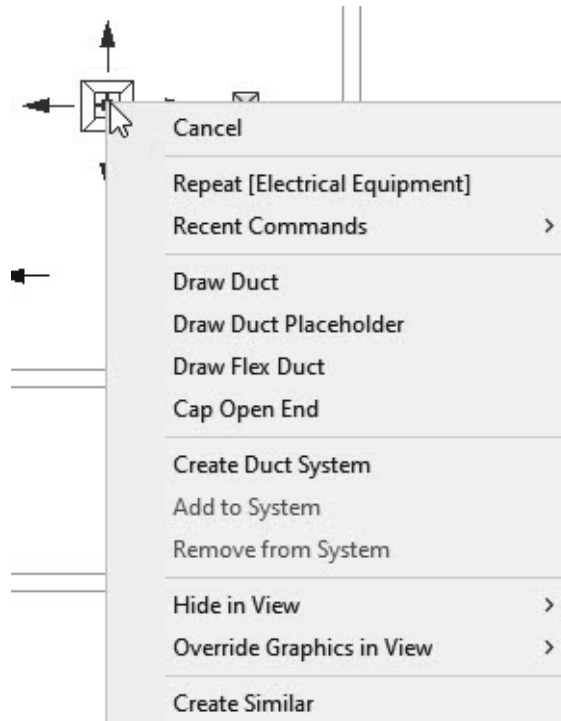 Cancel
Repeat [Electrical Equipment]
Recent Commands
Draw Duct
Draw Duct Placeholder
Draw Flex Duct
Cap Open End
Create Duct System
Add to System
Remove from System
Hide in View
Override Graphics in View
Create Similar